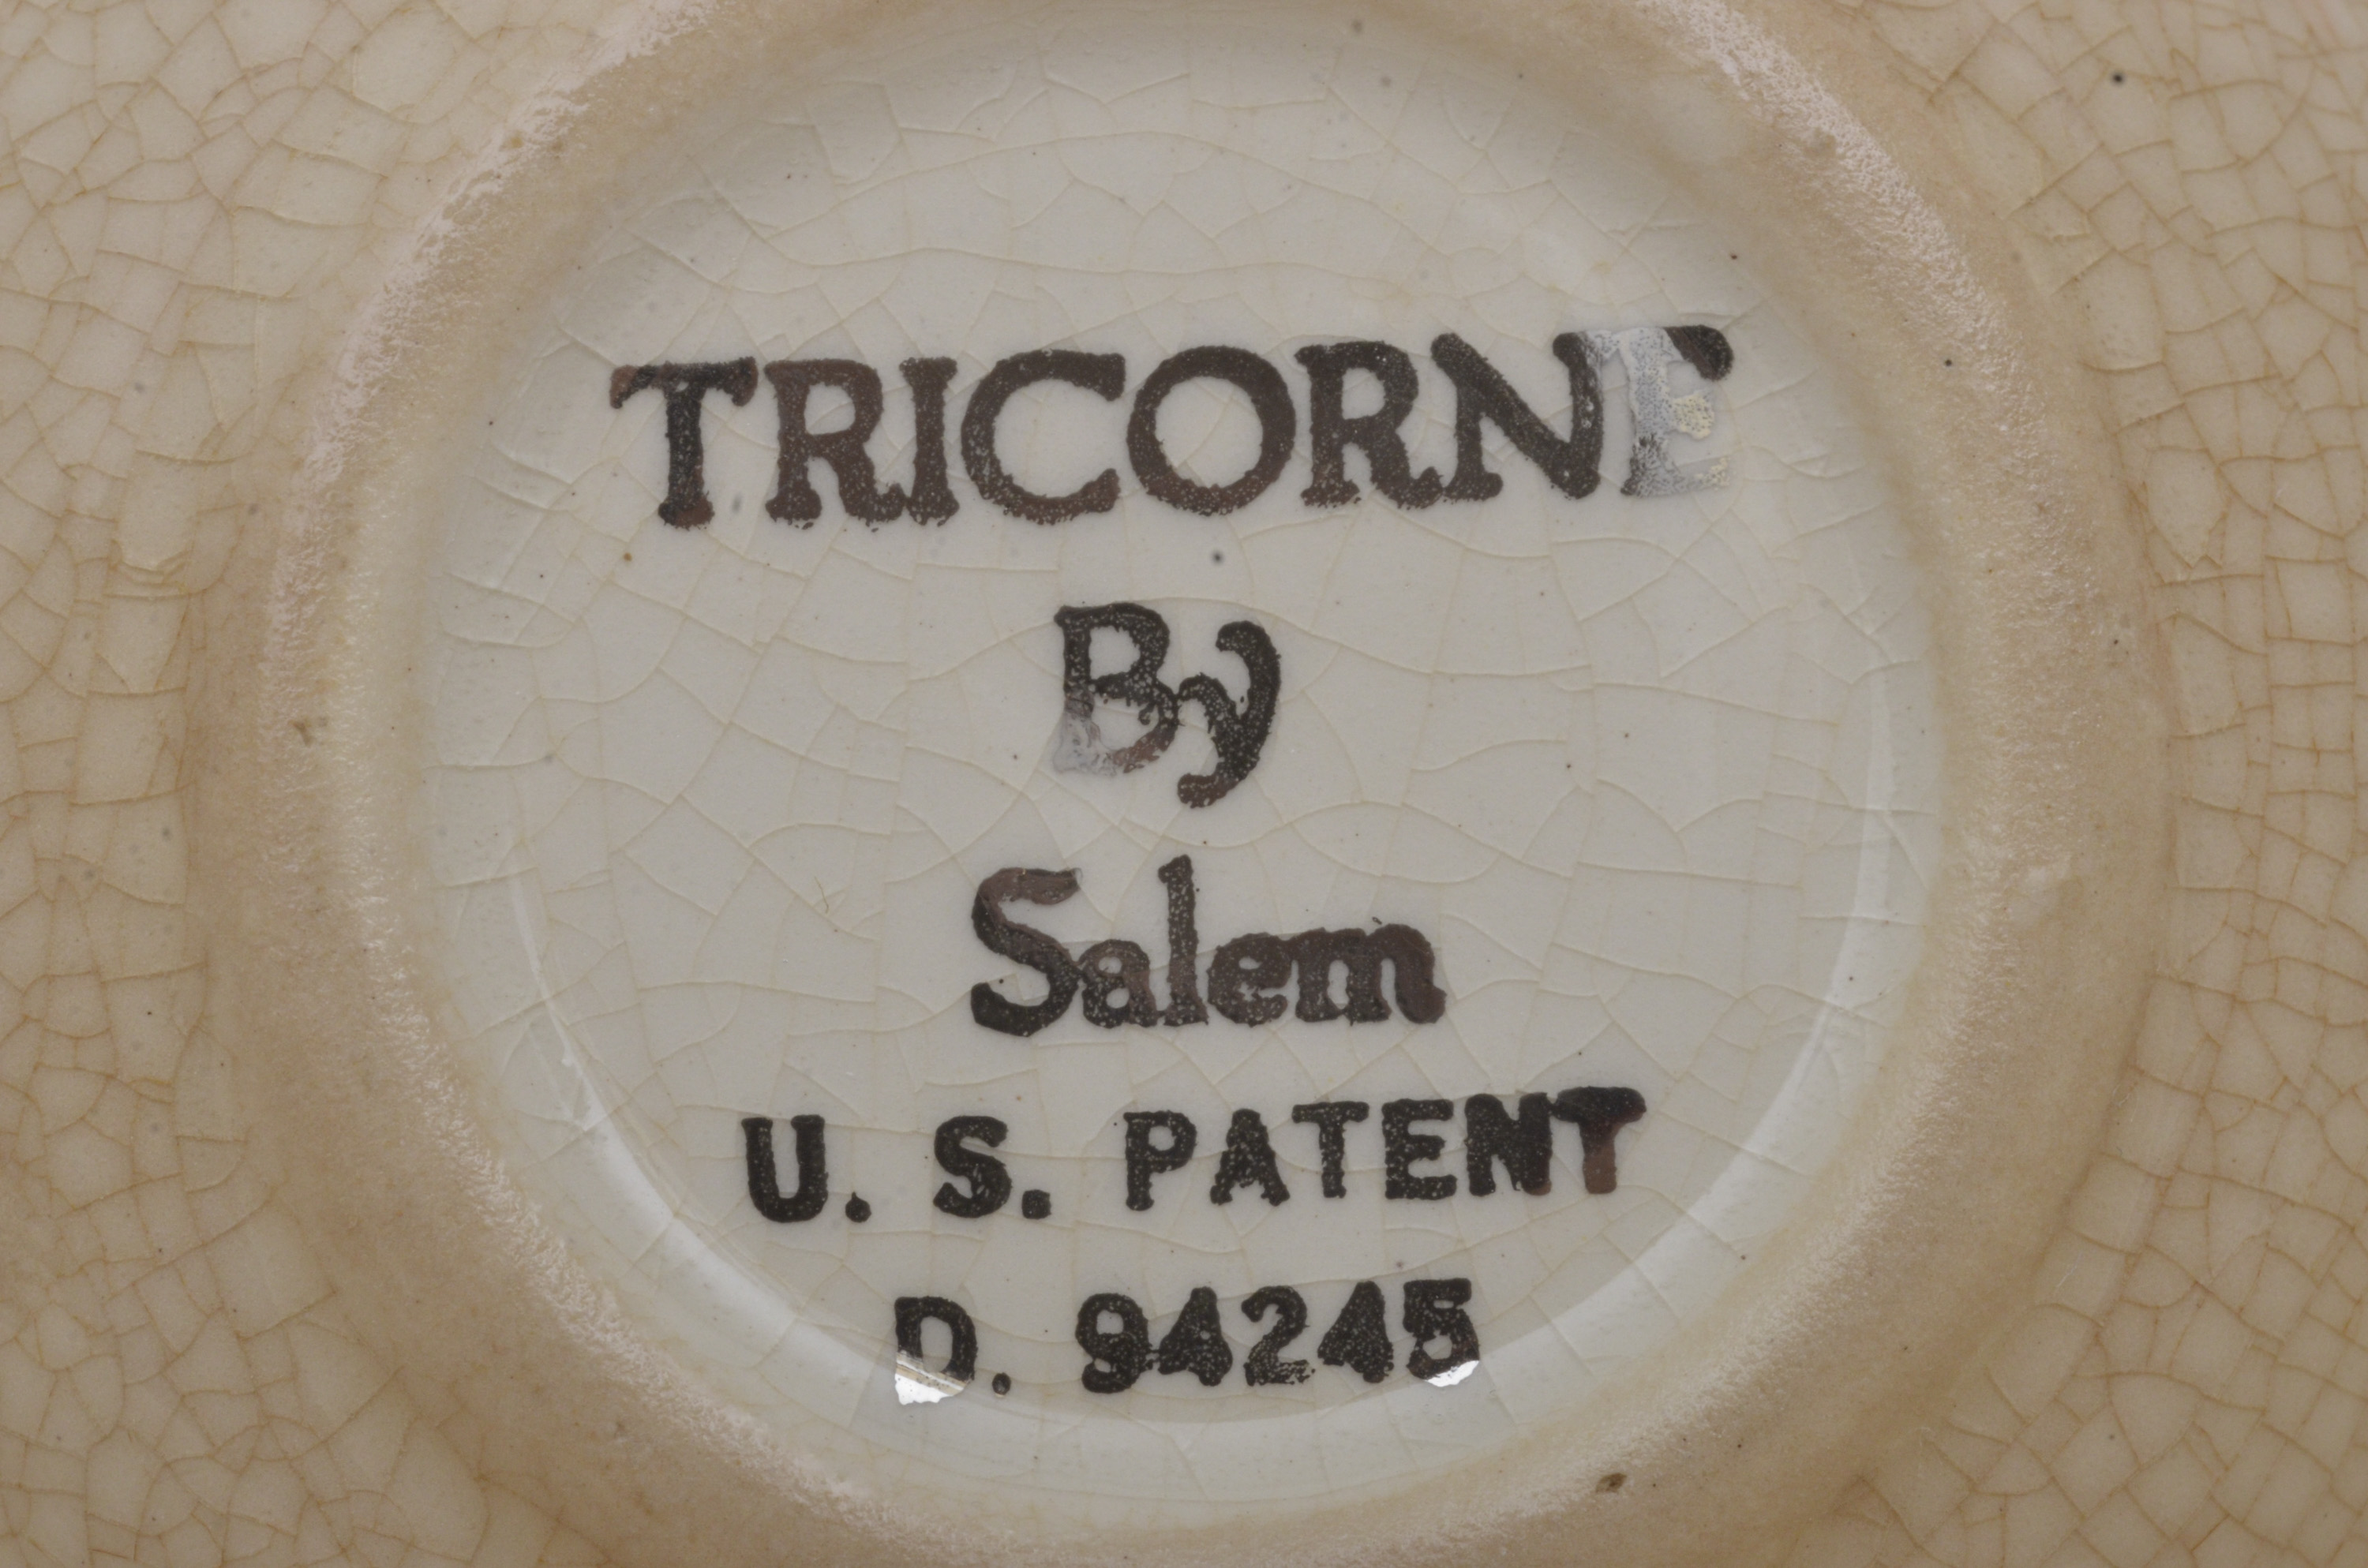 TRICORNE
By
Salem
U. S. PATENT
D. 94245